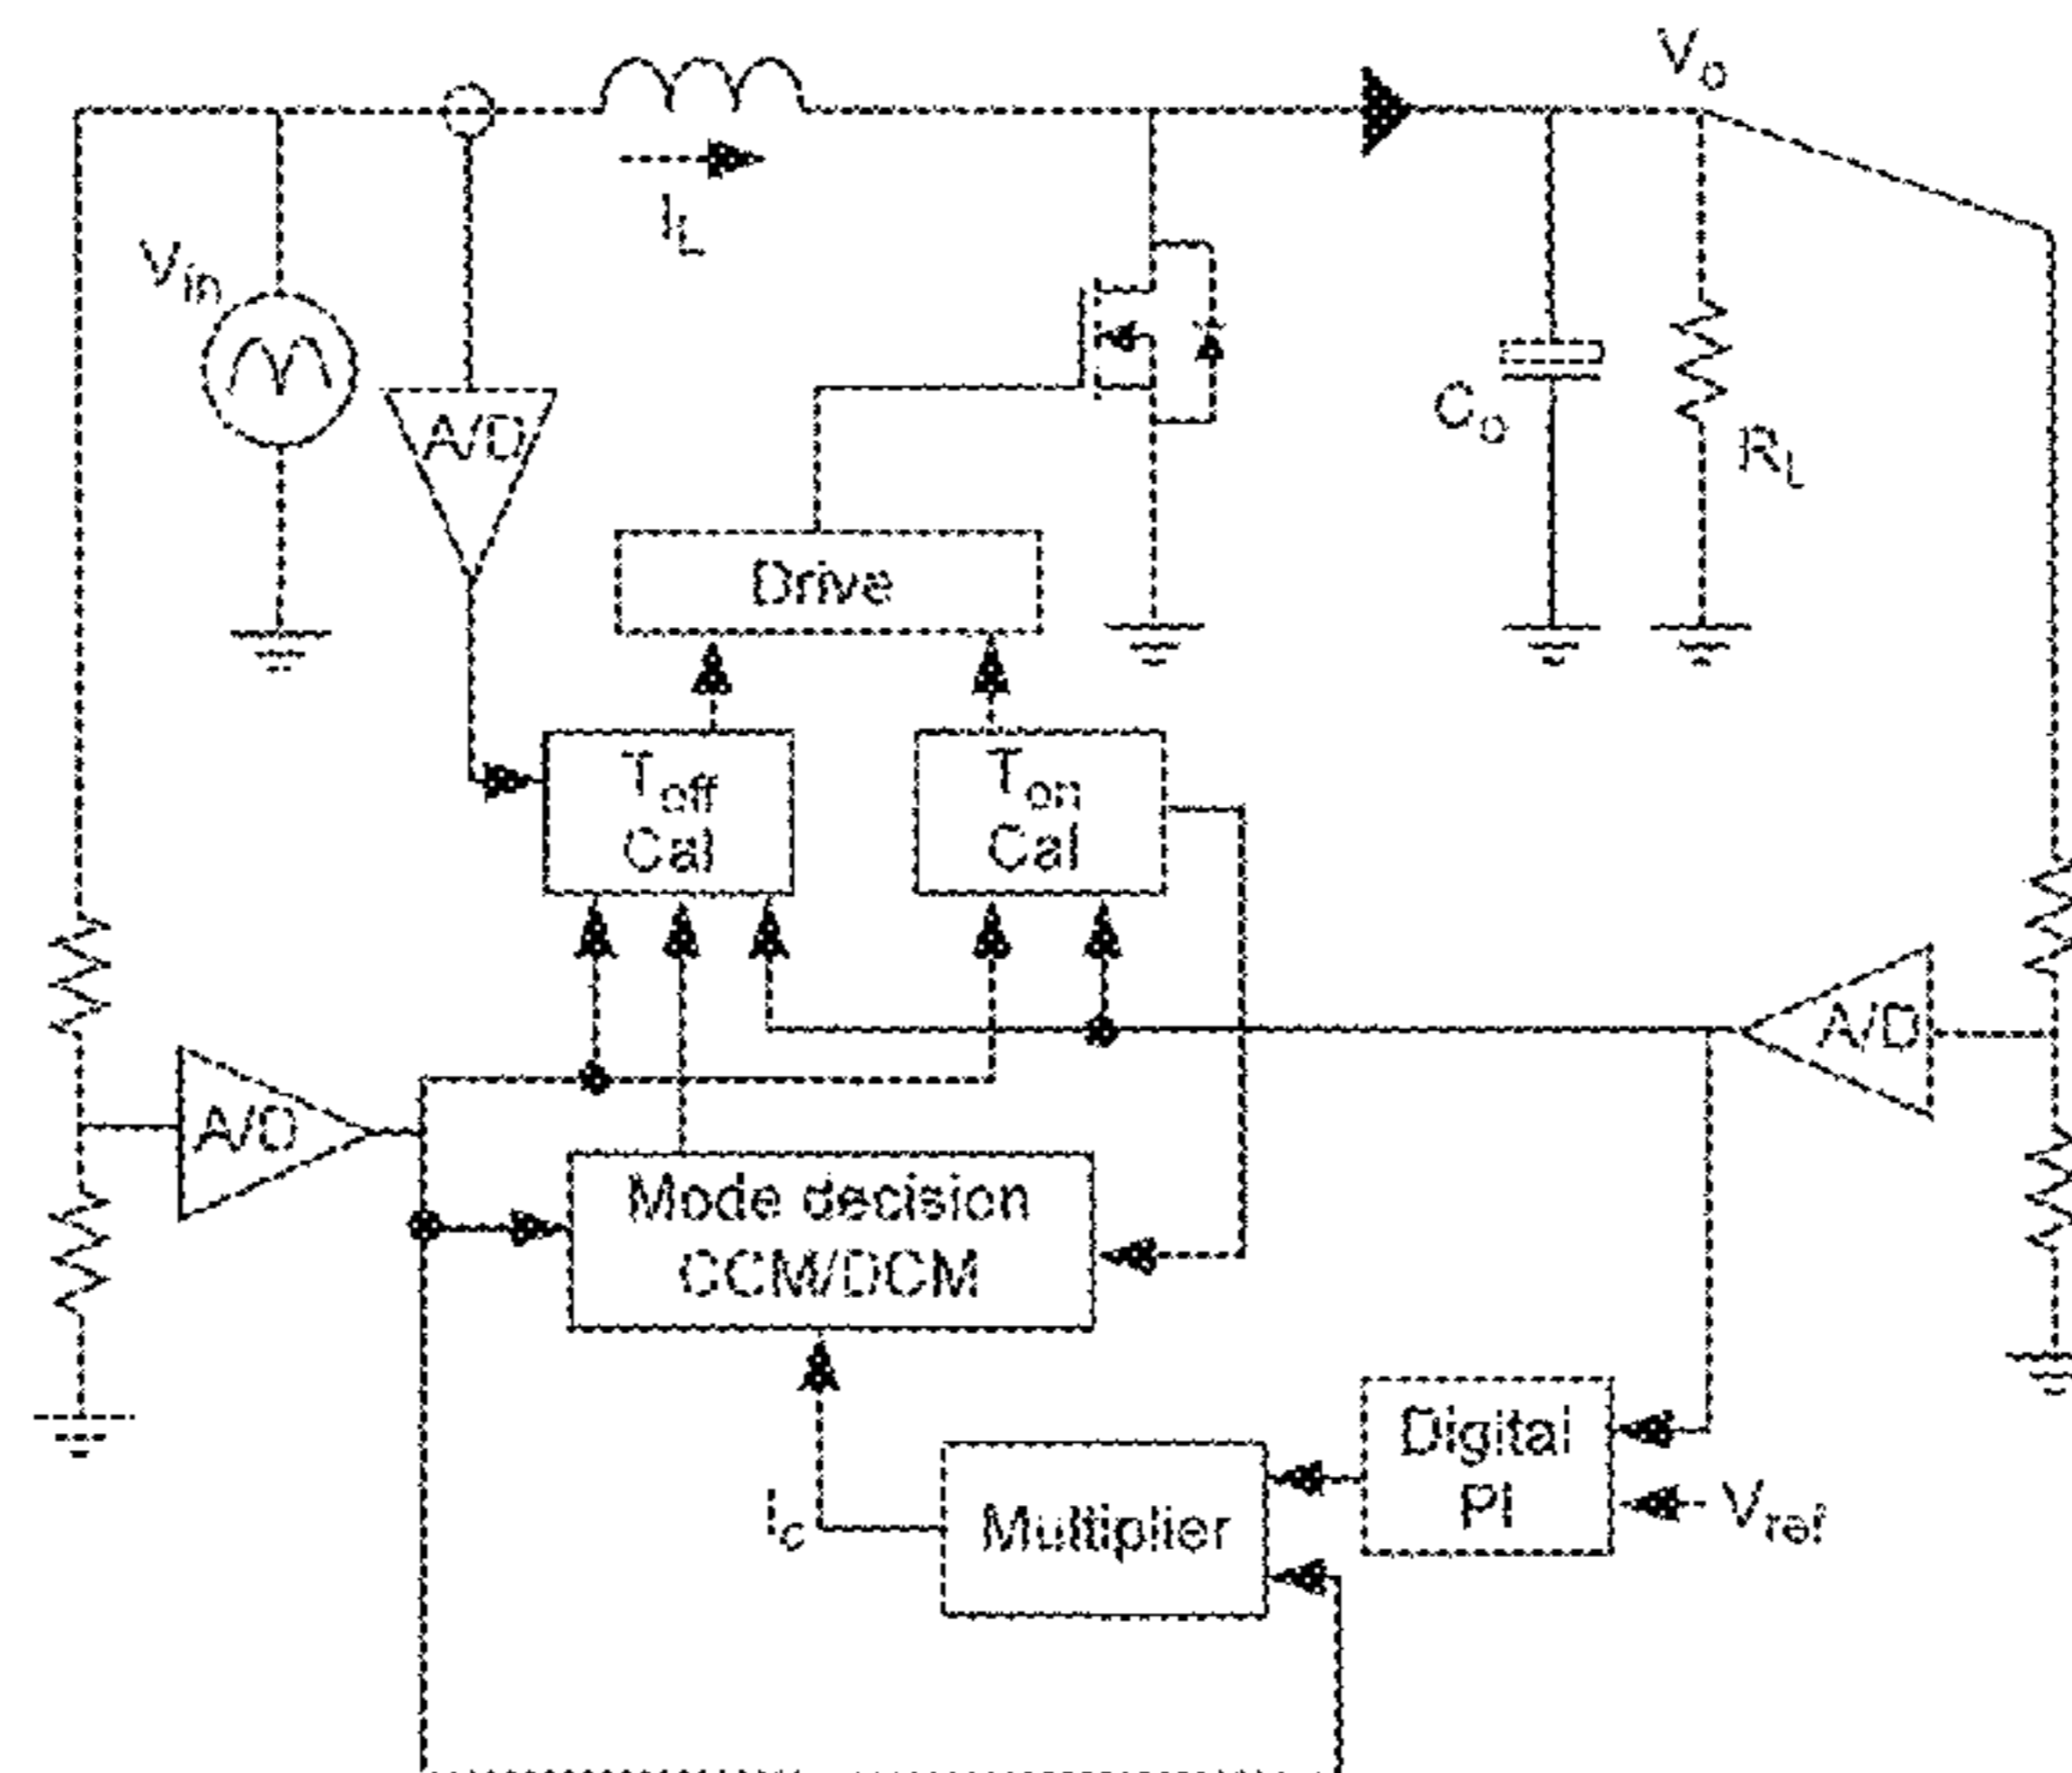 Vo
IL
Vin
A/D
Co
RL
Drive
Toff
Cal
Ton
Cal
A/D
A/D
Mode decision
CCM/DCM
Digital
PI
Ic
Multiplier
Vref